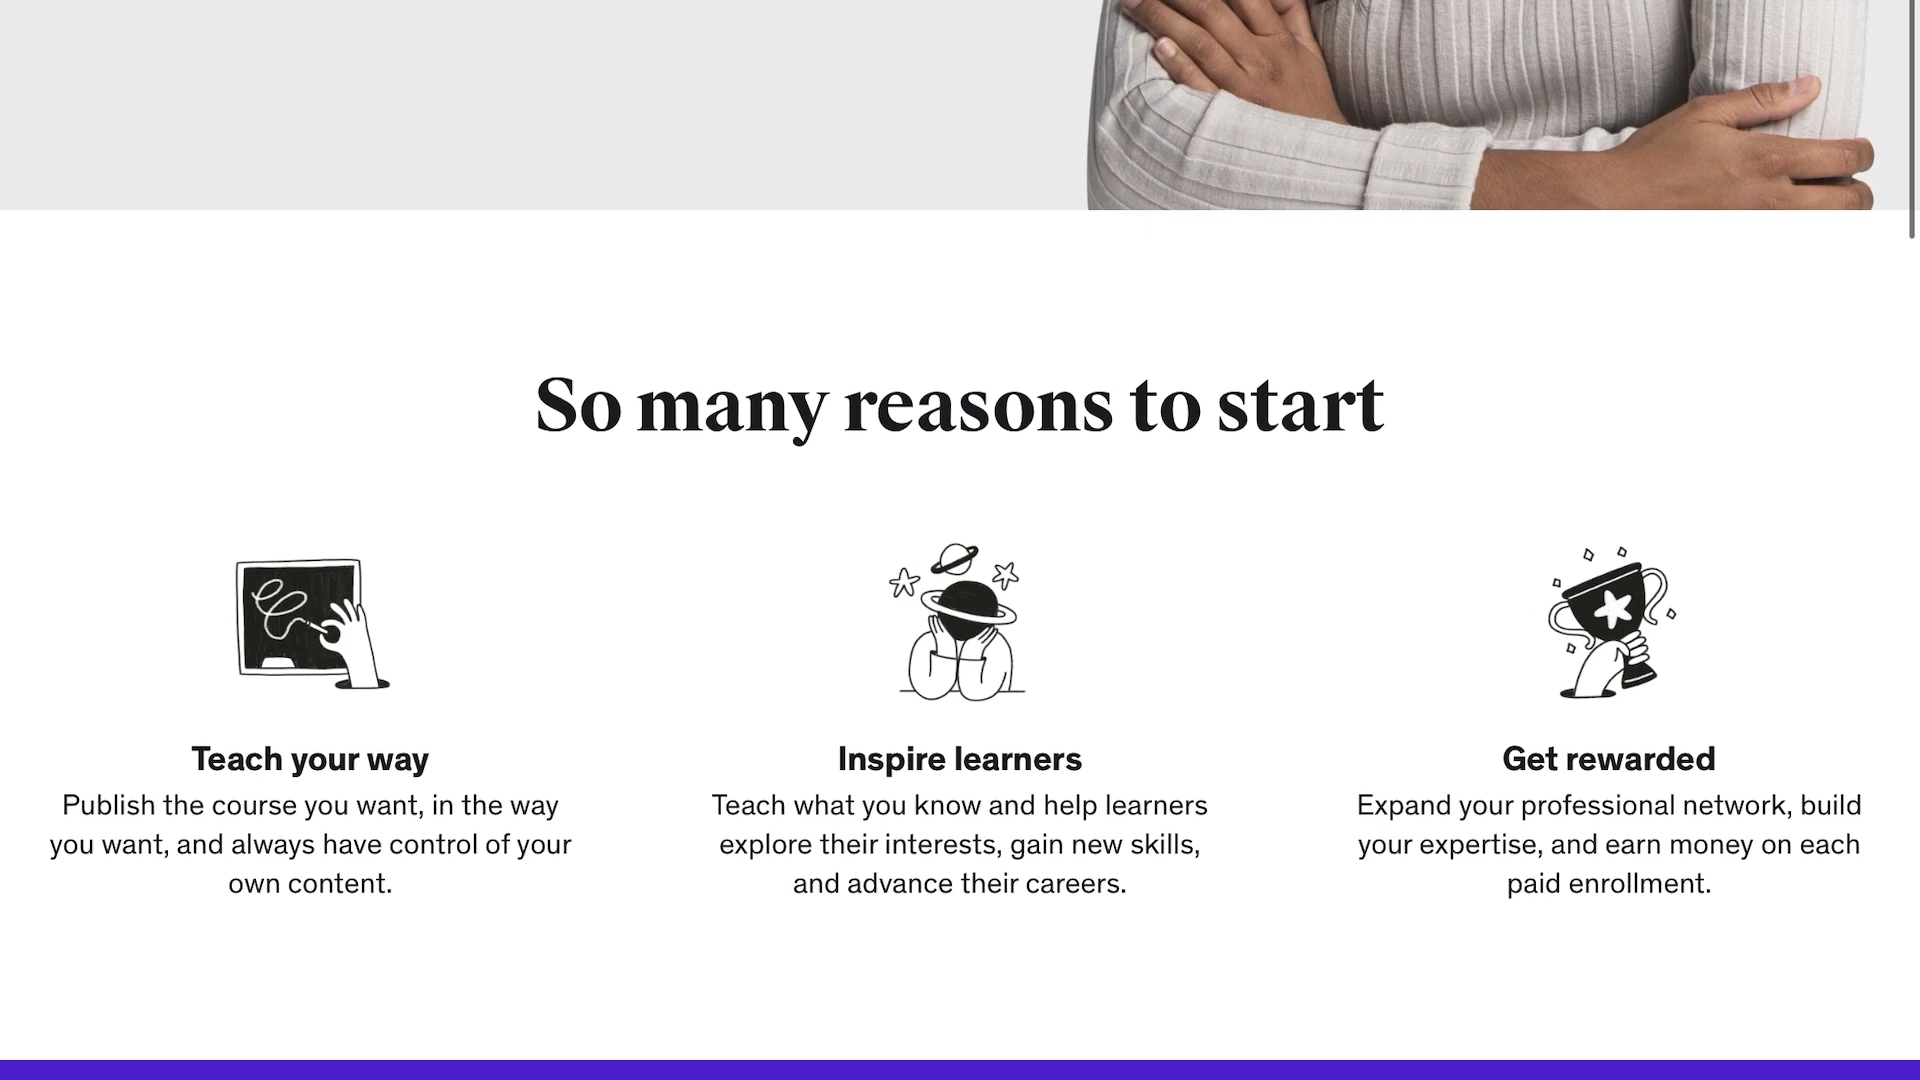 So many reasons to start
Teach your way
Publish the course you want, in the way
you want, and always have control of your
own content.
Inspire learners
Teach what you know and help learners
explore their interests, gain new skills,
and advance their careers.
Get rewarded
Expand your professional network, build
your expertise, and earn money on each
paid enrollment.